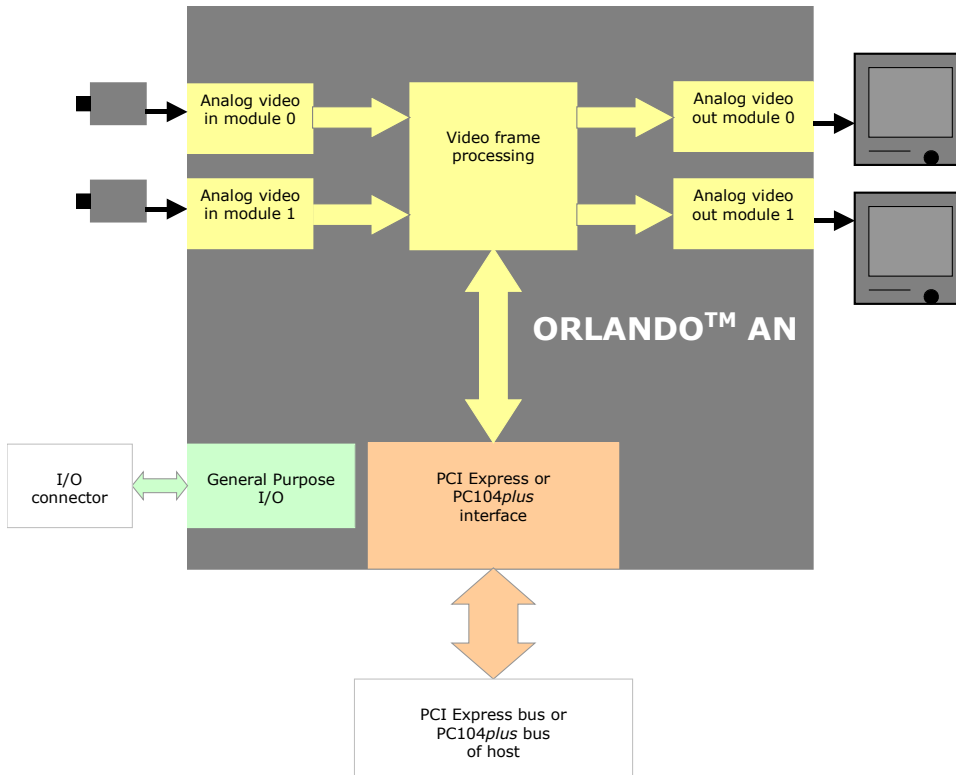 Analog video
in module 0
Video frame
processing
Analog video
out module 0
Analog video
in module 1
Analog video
out module 1
ORLANDO™ AN
I/O
connector
General Purpose
I/O
PCI Express or
PC104plus
interface
PCI Express bus or
PC104plus bus
of host